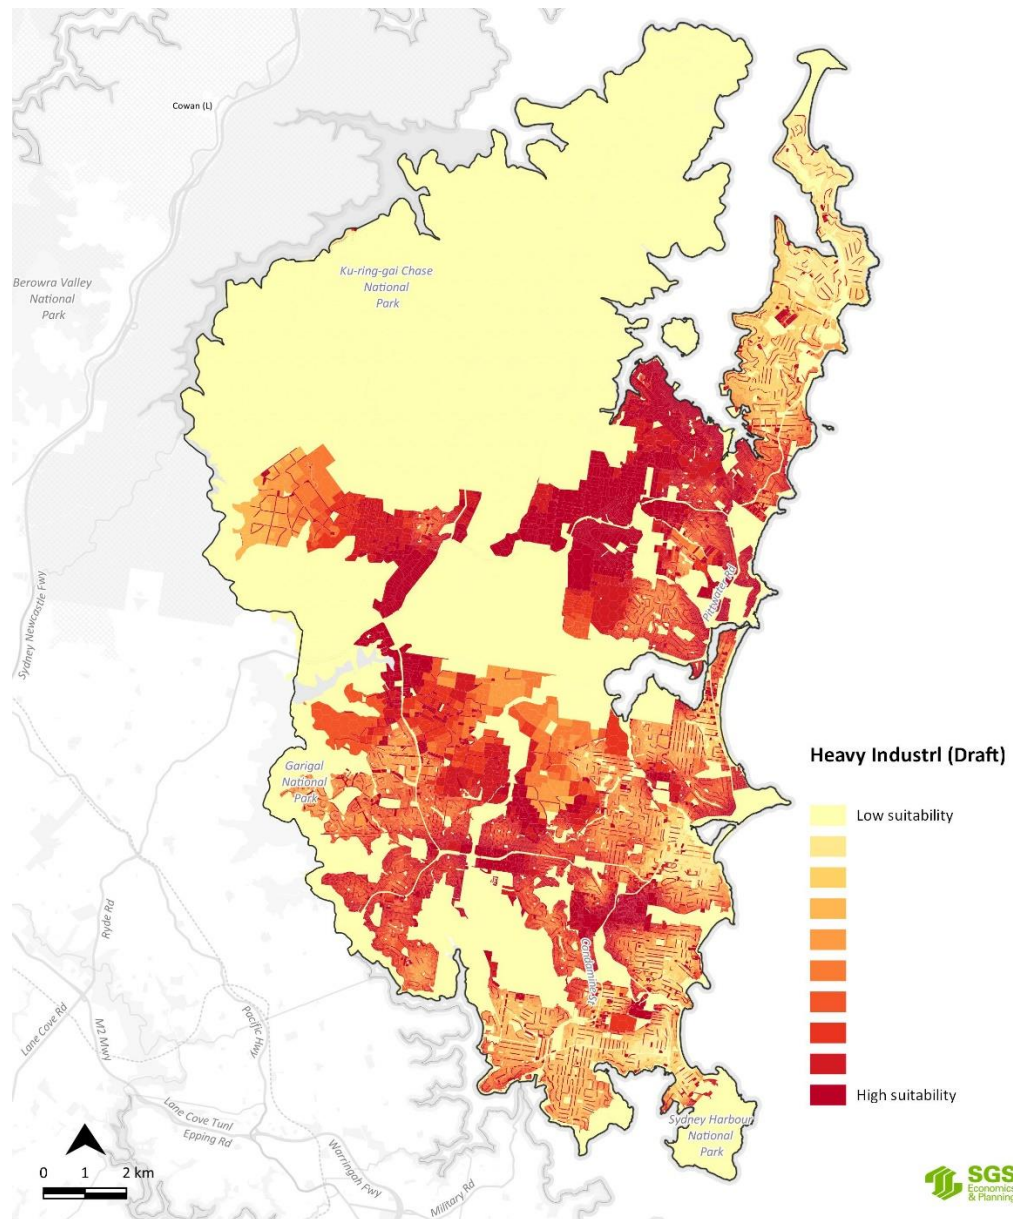 Cowan (L)
Ku-ring-gai Chase
National
Park
Berowra Valley
National
Park
Sydney Newcastle Fwy
Pittwater Rd
Garigal
National
Park
Heavy Industrl (Draft)
Low suitability
High suitability
Ryde Rd
Condamine St
Lane Cove Rd
M2 Mwy
Pacific Hwy
Lane Cove Tunl
Epping Rd
Warringah Fwy
Military Rd
Sydney Harbour
National
Park
0 1 2 km
SGS
Economics
& Planning